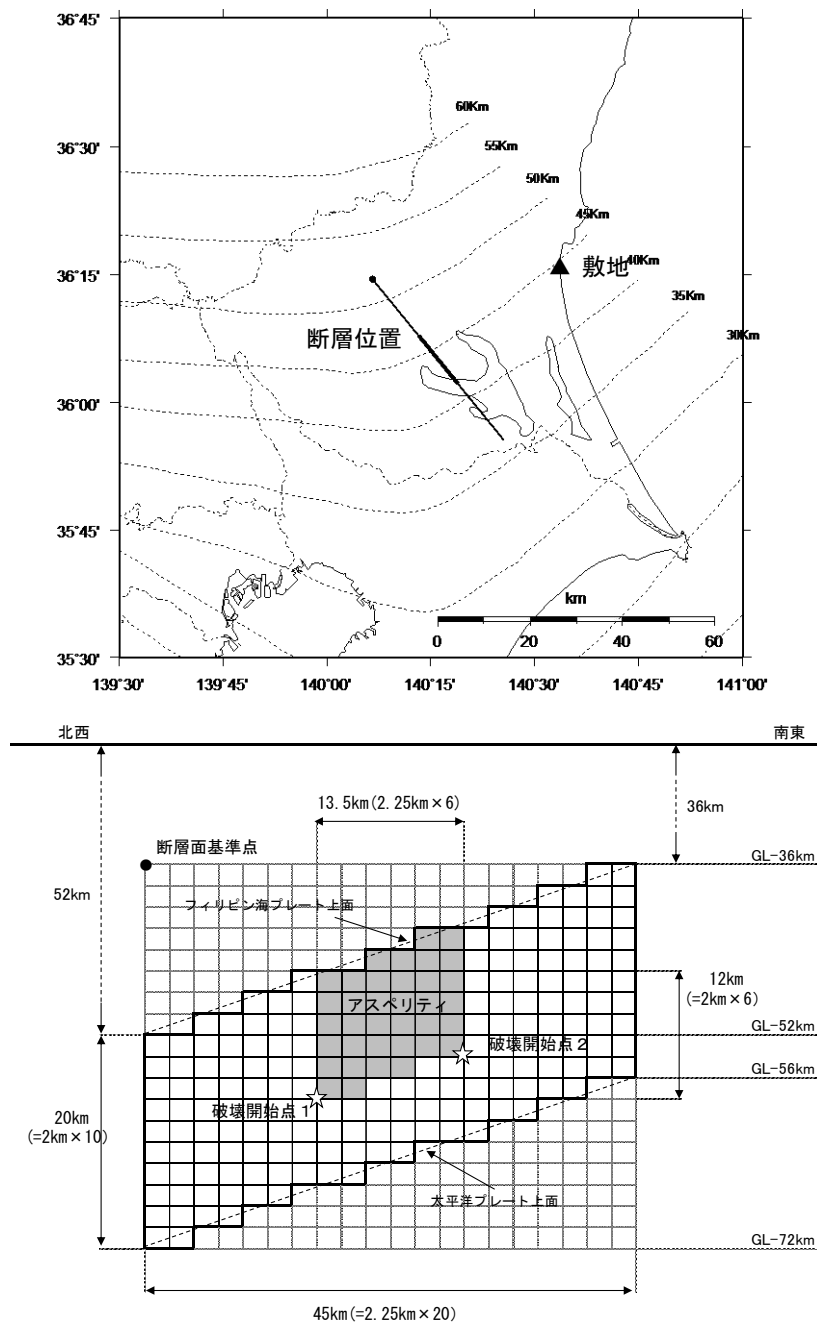 36°45'
36°30'
36°15'
36°00'
35°45'
35°30'
139°30'
139°45'
140°00'
140°15'
140°30'
140°45'
141°00'
60Km
55Km
50Km
45Km
40Km
35Km
30Km
敷地
断層位置
km
0
20
40
60
北西
南東
13.5km(2.25km×6)
36km
断層面基準点
GL-36km
52km
フィリピン海プレート上面
アスペリティ
12km
(=2km×6)
GL-52km
破壊開始点2
GL-56km
破壊開始点1
20km
(=2km×10)
太平洋プレート上面
GL-72km
45km(=2.25km×20)